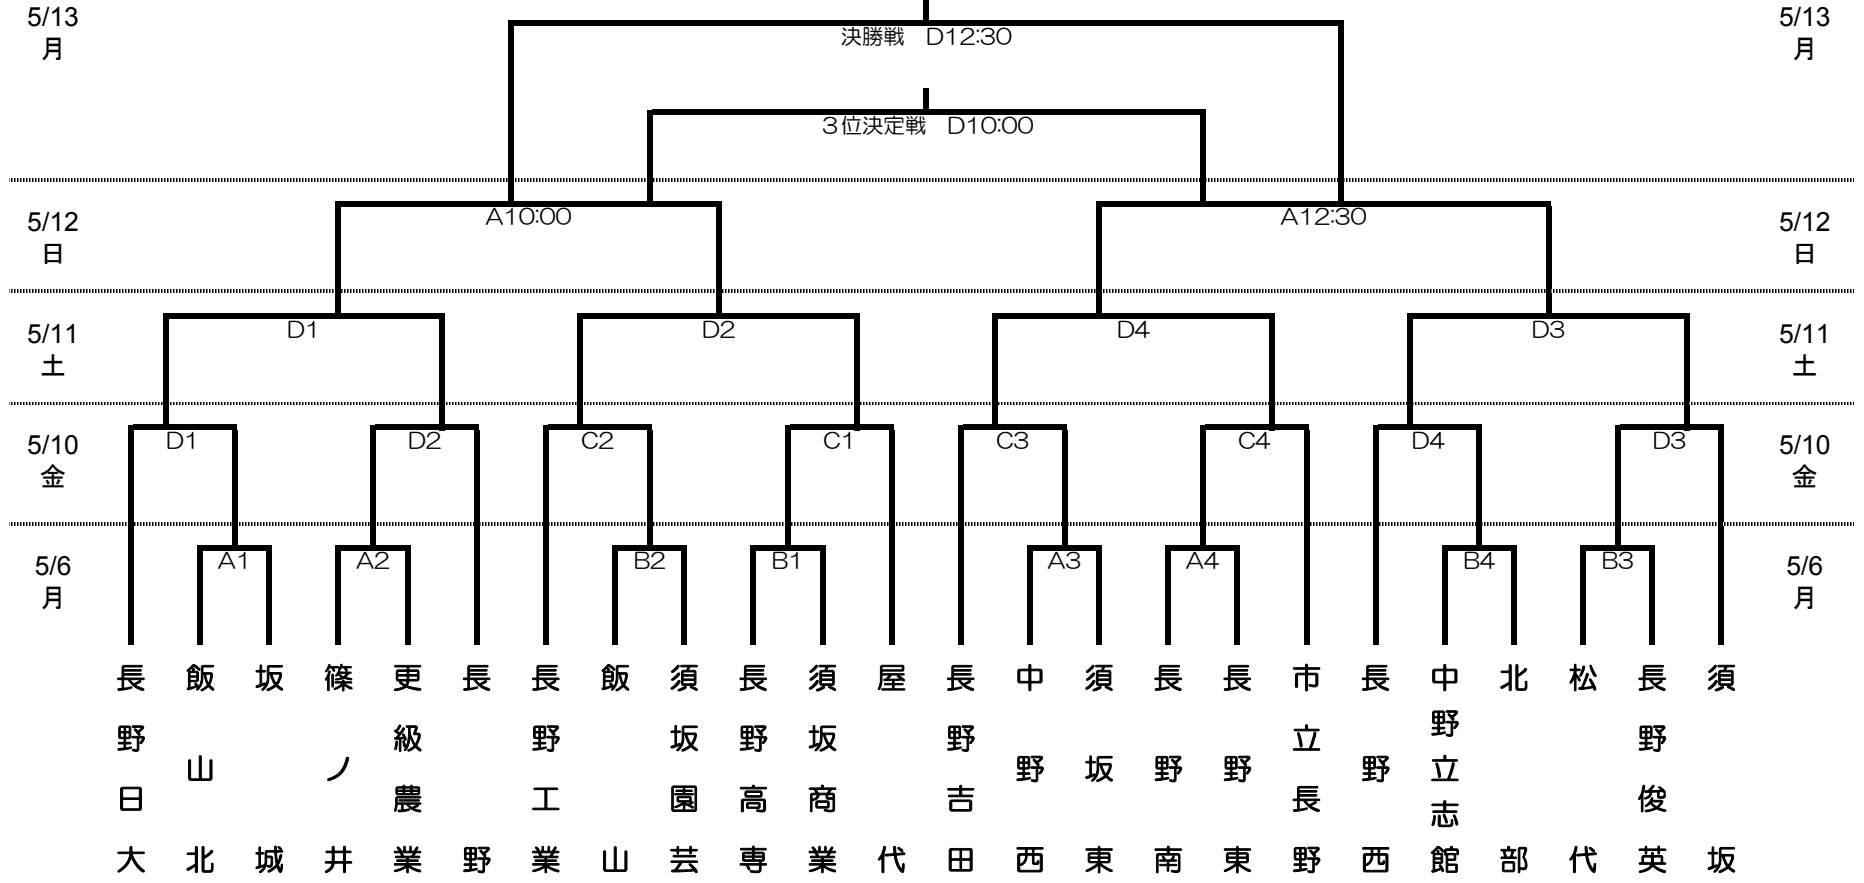 5/13
月
5/13
月
決勝戦 D12:30
3位決定戦 D10:00
5/12
日
A10:00
A12:30
5/12
日
5/11
土
D1
D2
D4
D3
5/11
土
5/10
金
D1
D2
C2
C1
C3
C4
D4
D3
5/10
金
5/6
月
A1
A2
B2
B1
A3
A4
B4
B3
5/6
月
長野日大
飯山北
坂城
篠ノ井
更級農業
長野
長野工業
飯山
須坂園芸
長野高専
須坂商業
屋代
長野吉田
中野西
須坂東
長野南
長野東
市立長野
長野西
中野立志館
北部
松代
長野俊英
須坂